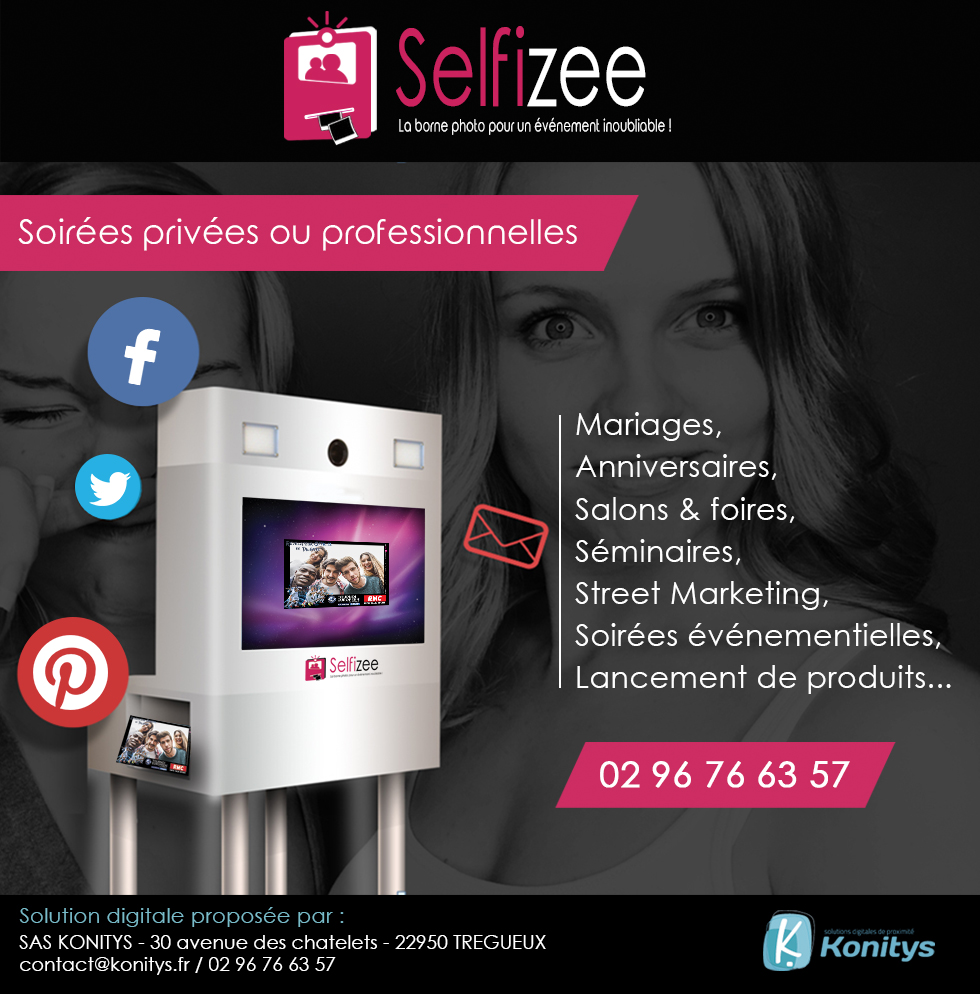 Selfizee
La borne photo pour un événement inoubliable !
Soirées privées ou professionnelles
Mariages,
Anniversaires,
Salons & foires,
Séminaires,
Street Marketing,
Soirées événementielles,
Lancement de produits...
RMC
Selfizee
RMC
02 96 76 63 57
Solution digitale proposée par :
SAS KONITYS - 30 avenue des chatelets - 22950 TREGUEUX
contact@konitys.fr / 02 96 76 63 57
K.
solutions digitales de proximité
Konitys